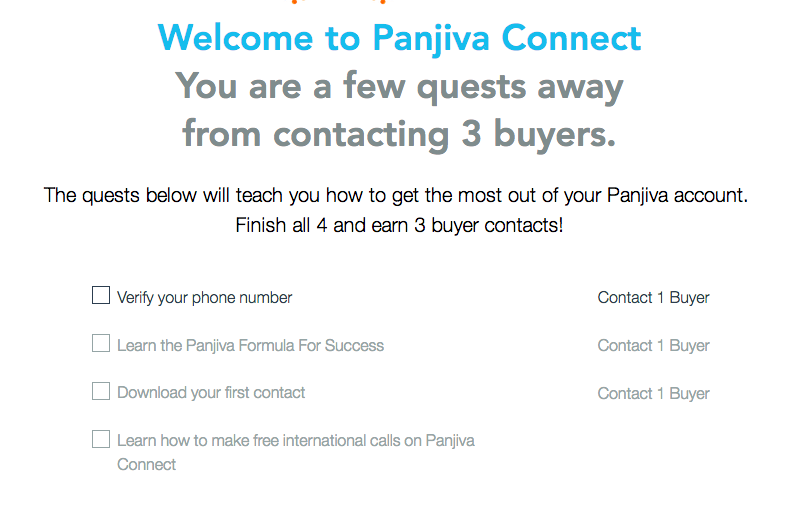 Welcome to Panjiva Connect
You are a few quests away
from contacting 3 buyers.
The quests below will teach you how to get the most out of your Panjiva account.
Finish all 4 and earn 3 buyer contacts!
Verify your phone number Contact 1 Buyer
Learn the Panjiva Formula For Success Contact 1 Buyer
Download your first contact Contact 1 Buyer
Learn how to make free international calls on Panjiva
Connect